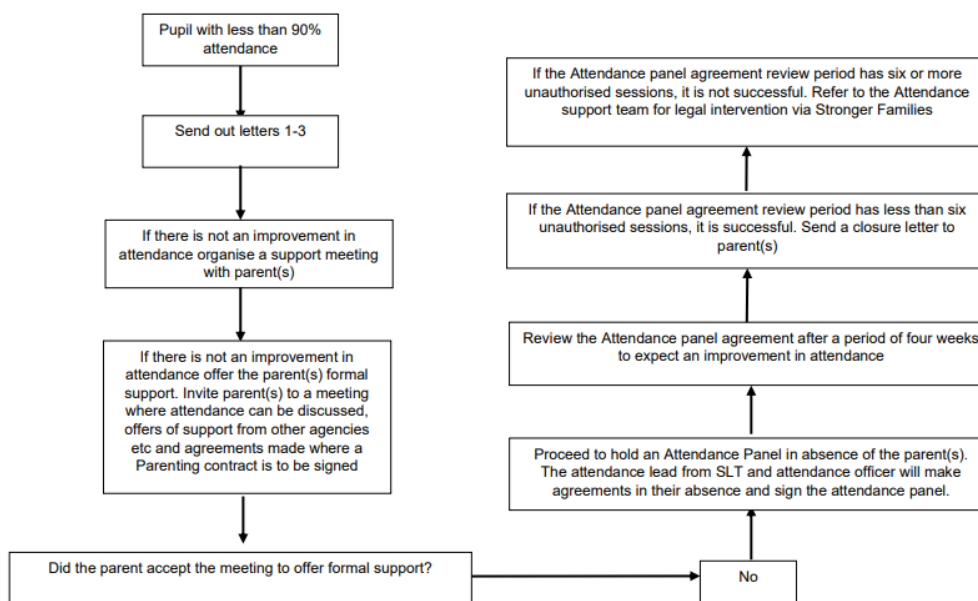 Pupil with less than 90%
attendance
Send out letters 1-3
If there is not an improvement in
attendance organise a support meeting
with parent(s)
If there is not an improvement in
attendance offer the parent(s) formal
support. Invite parent(s) to a meeting
where attendance can be discussed,
offers of support from other agencies
etc and agreements made where a
Parenting contract is to be signed
Did the parent accept the meeting to offer formal support?
No
Proceed to hold an Attendance Panel in absence of the parent(s).
The attendance lead from SLT and attendance officer will make
agreements in their absence and sign the attendance panel.
Review the Attendance panel agreement after a period of four weeks
to expect an improvement in attendance
If the Attendance panel agreement review period has less than six
unauthorised sessions, it is successful. Send a closure letter to
parent(s)
If the Attendance panel agreement review period has six or more
unauthorised sessions, it is not successful. Refer to the Attendance
support team for legal intervention via Stronger Families